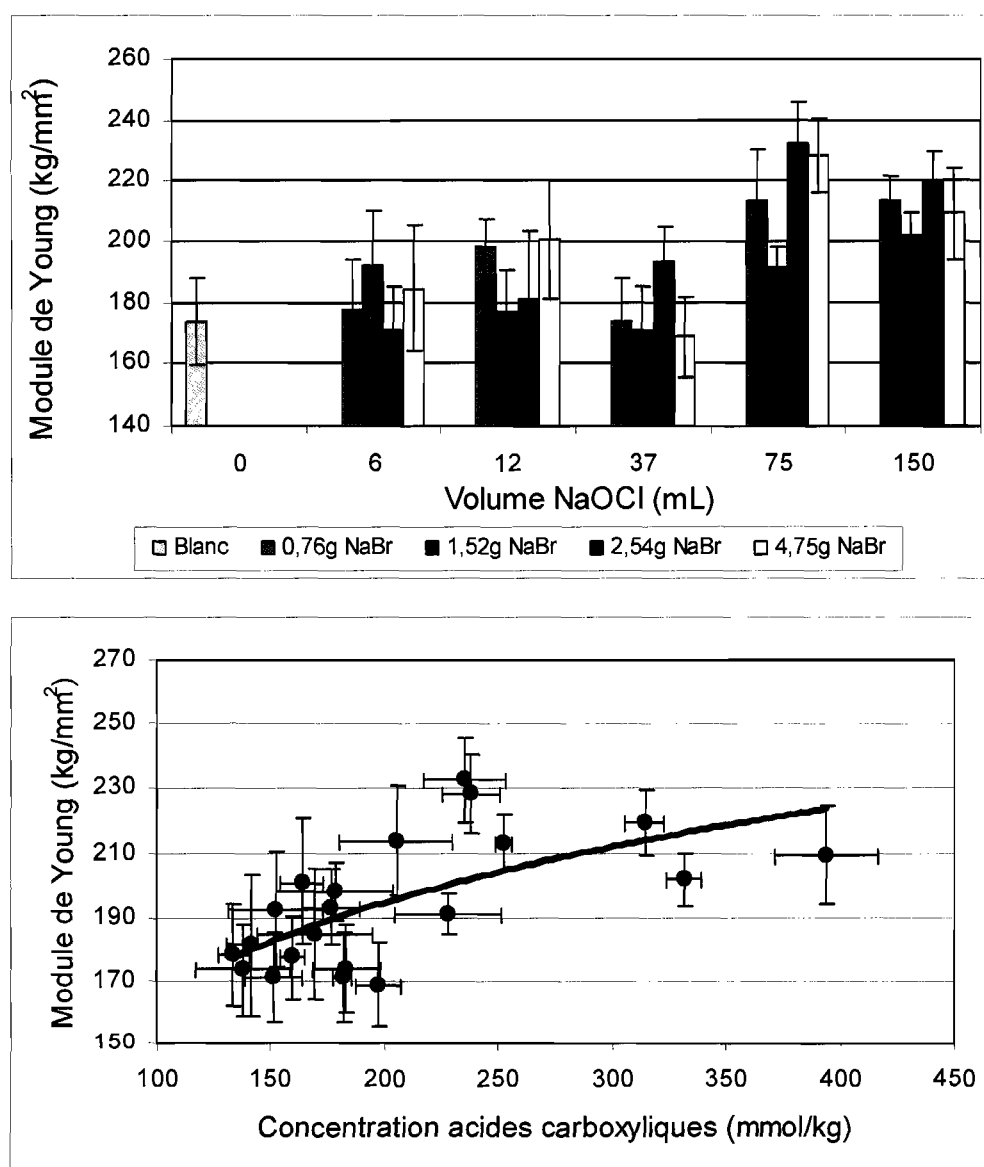 Module de Young (kg/mm²)
260
240
220
200
180
160
140
0 6 12 37 75 150
Volume NaOCl (mL)
Blanc 0,76g NaBr 1,52g NaBr 2,54g NaBr 4,75g NaBr
Module de Young (kg/mm²)
270
250
230
210
190
170
150
100 150 200 250 300 350 400 450
Concentration acides carboxyliques (mmol/kg)